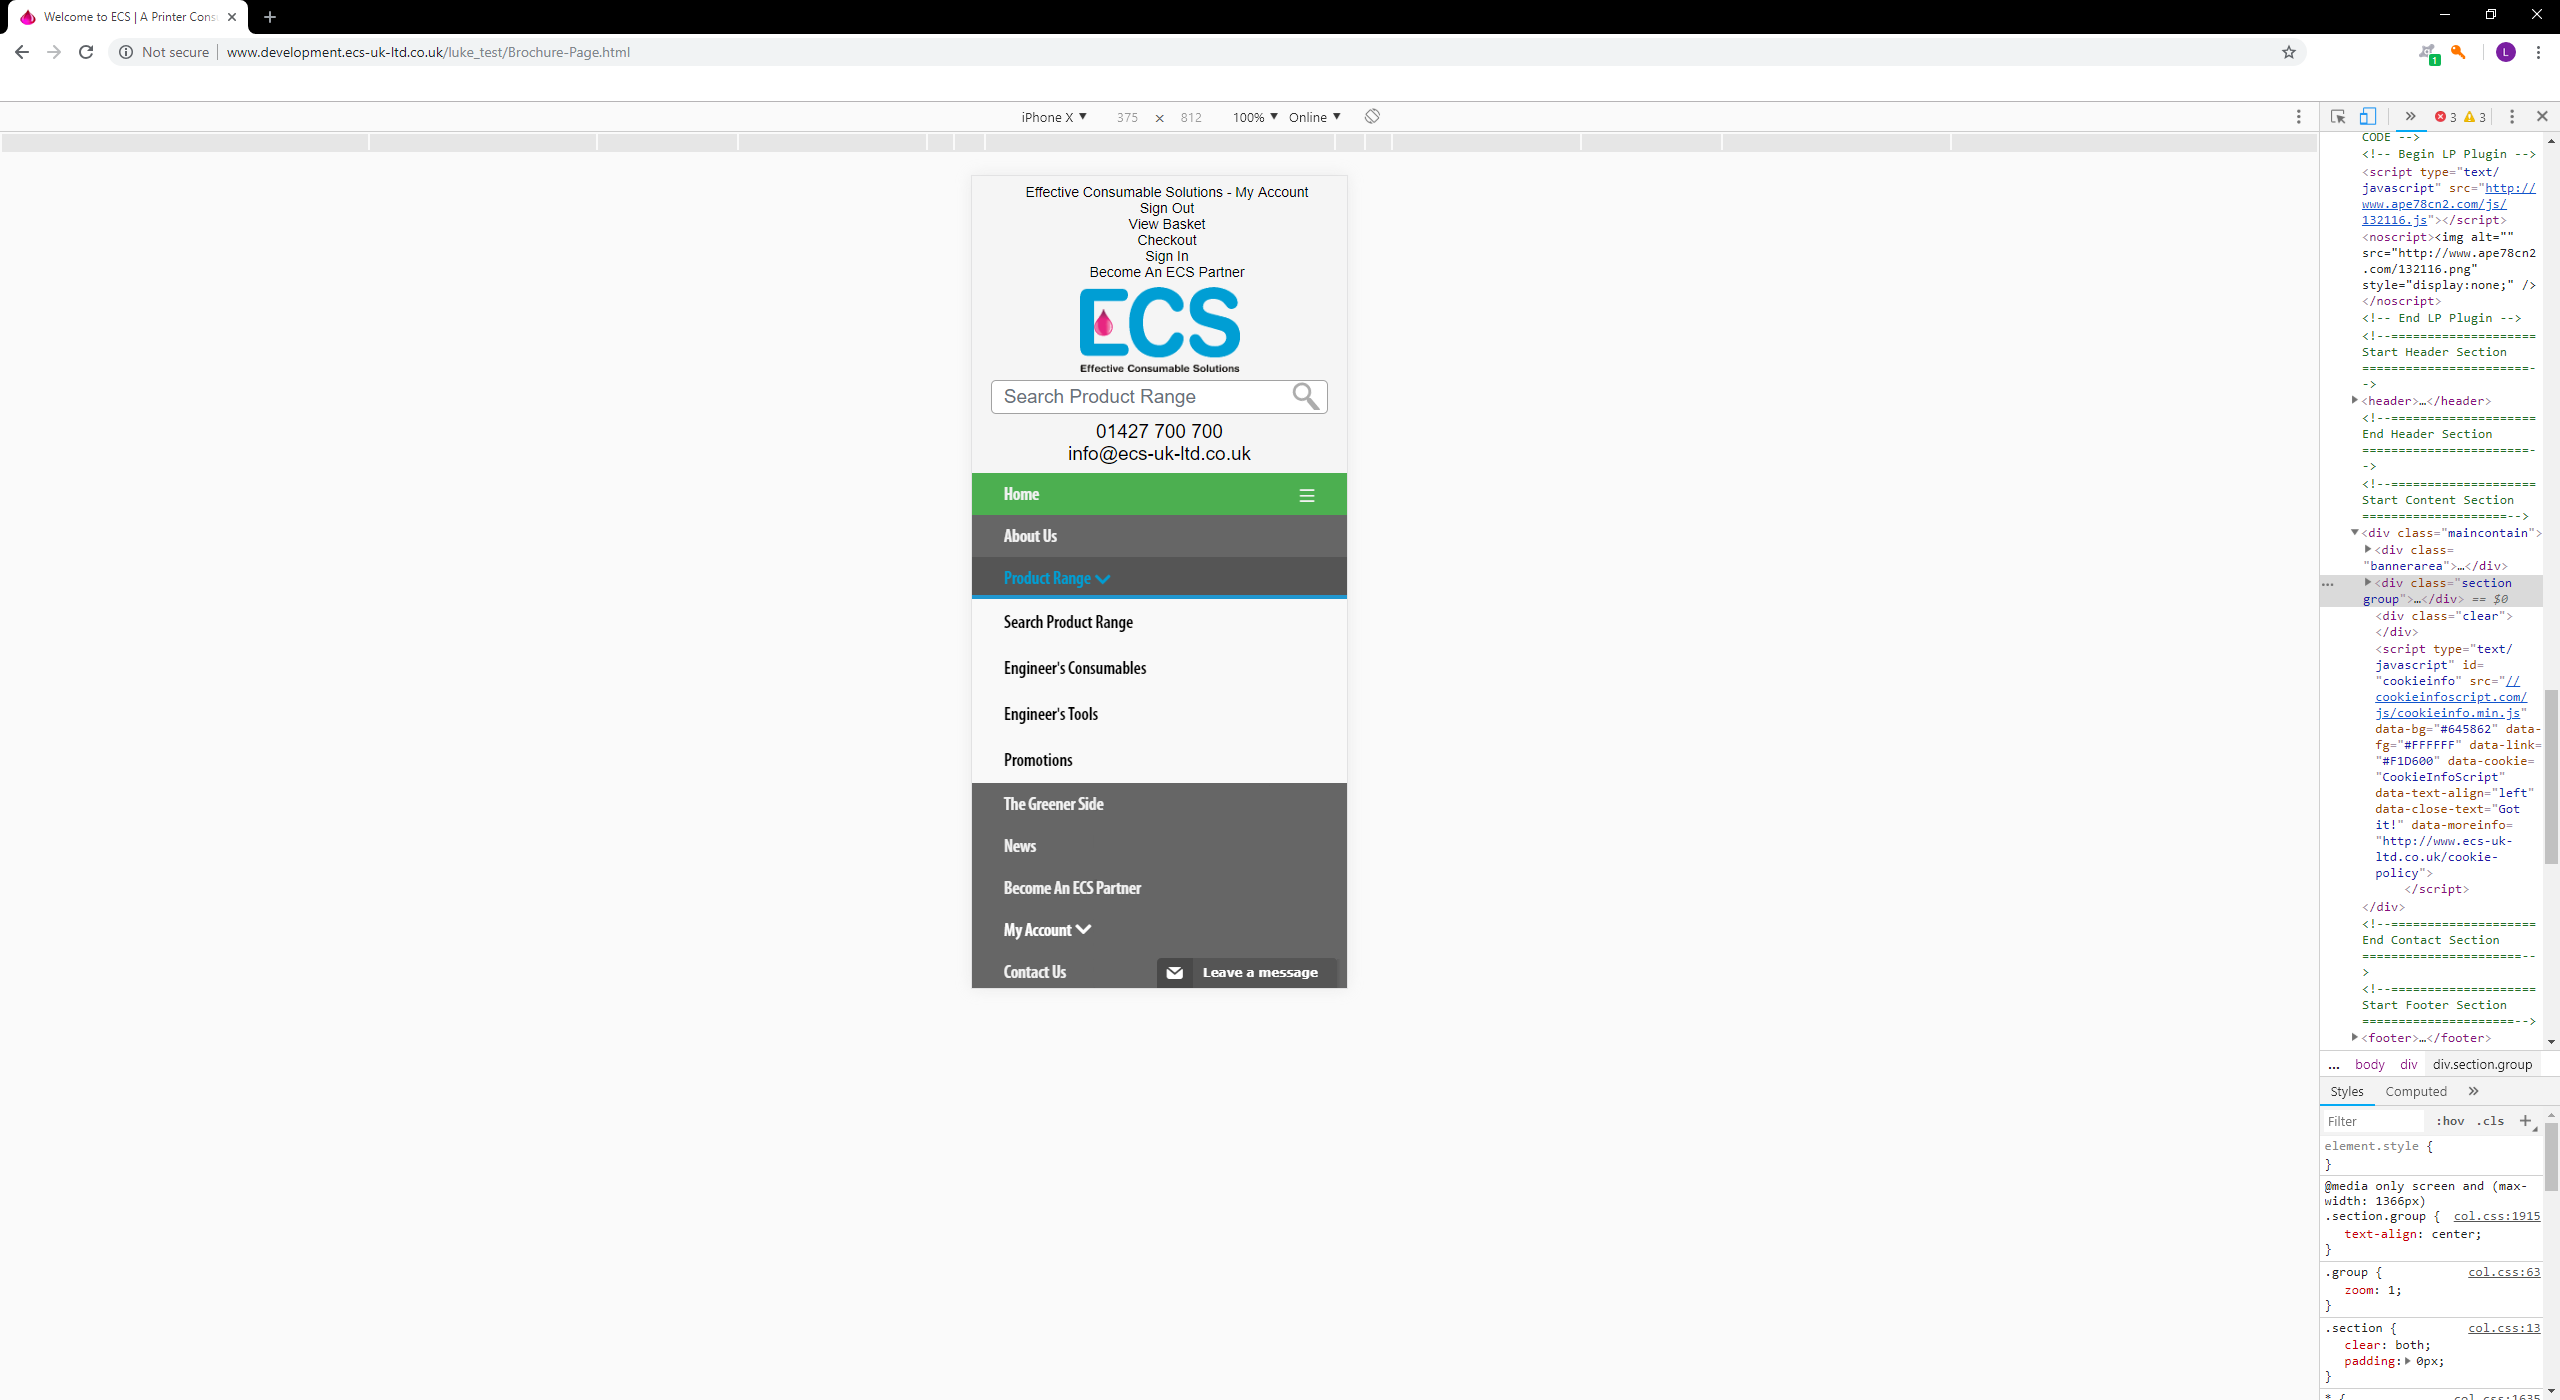 Welcome to ECS | A Printer Cons
Not secure | www.development.ecs-uk-ltd.co.uk/luke_test/Brochure-Page.html
1
L
iPhone X 375 × 812 100% Online
3 3
Effective Consumable Solutions - My Account
Sign Out
View Basket
Checkout
Sign In
Become An ECS Partner
ECS
Effective Consumable Solutions
Search Product Range
01427 700 700
info@ecs-uk-ltd.co.uk
Home
About Us
Product Range
Search Product Range
Engineer's Consumables
Engineer's Tools
Promotions
The Greener Side
News
Become An ECS Partner
My Account
Contact Us
Leave a message
CODE -->
<!-- Begin LP Plugin -->
<script type="text/
javascript" src="http://
www.ape78cn2.com/js/
132116.js"></script>
<noscript><img alt=""
src="http://www.ape78cn2
.com/132116.png"
style="display:none;" />
</noscript>
<!-- End LP Plugin -->
<!--====================
Start Header Section
=======================-
->
<header>…</header>
<!--====================
End Header Section
=======================-
->
<!--====================
Start Content Section
====================-->
<div class="maincontain">
<div class=
"bannerarea">…</div>
... <div class="section
group">…</div> == $0
<div class="clear">
</div>
<script type="text/
javascript" id=
"cookieinfo" src="//
cookieinfoscript.com/
js/cookieinfo.min.js"
data-bg="#645862" data-
fg="#FFFFFF" data-link=
"#F1D600" data-cookie=
"CookieInfoScript"
data-text-align="left"
data-close-text="Got
it!" data-moreinfo=
"http://www.ecs-uk-
ltd.co.uk/cookie-
policy">
</script>
</div>
<!--====================
End Contact Section
======================--
>
<!--====================
Start Footer Section
=====================-->
<footer>…</footer>
... body div div.section.group
Styles Computed
Filter :hov .cls +
element.style {
}
@media only screen and (max-
width: 1366px)
.section.group { col.css:1915
text-align: center;
}
.group { col.css:63
zoom: 1;
}
.section { col.css:13
clear: both;
padding: 0px;
}
* { col.css:1635